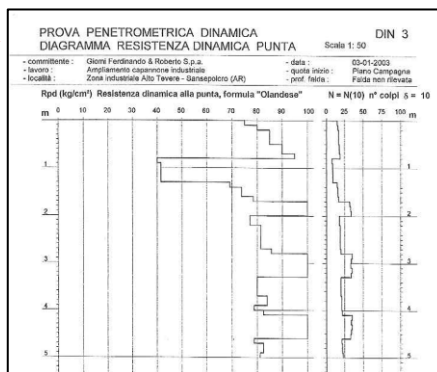 PROVA PENETROMETRICA DINAMICA DIN 3
DIAGRAMMA RESISTENZA DINAMICA PUNTA Scala 1: 50
- committente : Giorni Ferdinando & Roberto S.p.a. - data : 03-01-2003
- lavoro : Ampliamento capannone industriale - quota inizio : Piano Campagna
- località : Zona industriale Alto Tevere - Sansepolcro (AR) - prof. falda : Falda non rilevata
Rpd (kg/cm²) Resistenza dinamica alla punta, formula "Olandese" N = N(10) n° colpi δ = 10
m 0 10 20 30 40 50 60 70 80 90 100 0 25 50 75 100 m
1 1
2 2
3 3
4 4
5 5